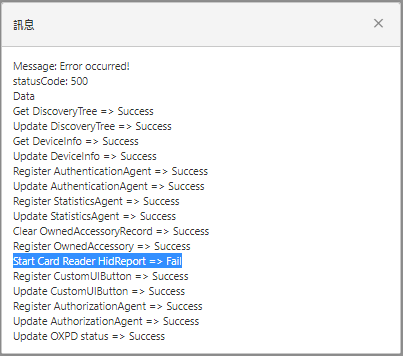 訊息
Message: Error occurred!
statusCode: 500
Data
Get DiscoveryTree => Success
Update DiscoveryTree => Success
Get DeviceInfo => Success
Update DeviceInfo => Success
Register AuthenticationAgent => Success
Update AuthenticationAgent => Success
Register StatisticsAgent => Success
Update StatisticsAgent => Success
Clear OwnedAccessoryRecord => Success
Register OwnedAccessory => Success
Start Card Reader HidReport => Fail
Register CustomUIButton => Success
Update CustomUIButton => Success
Register AuthorizationAgent => Success
Update AuthorizationAgent => Success
Update OXPD status => Success